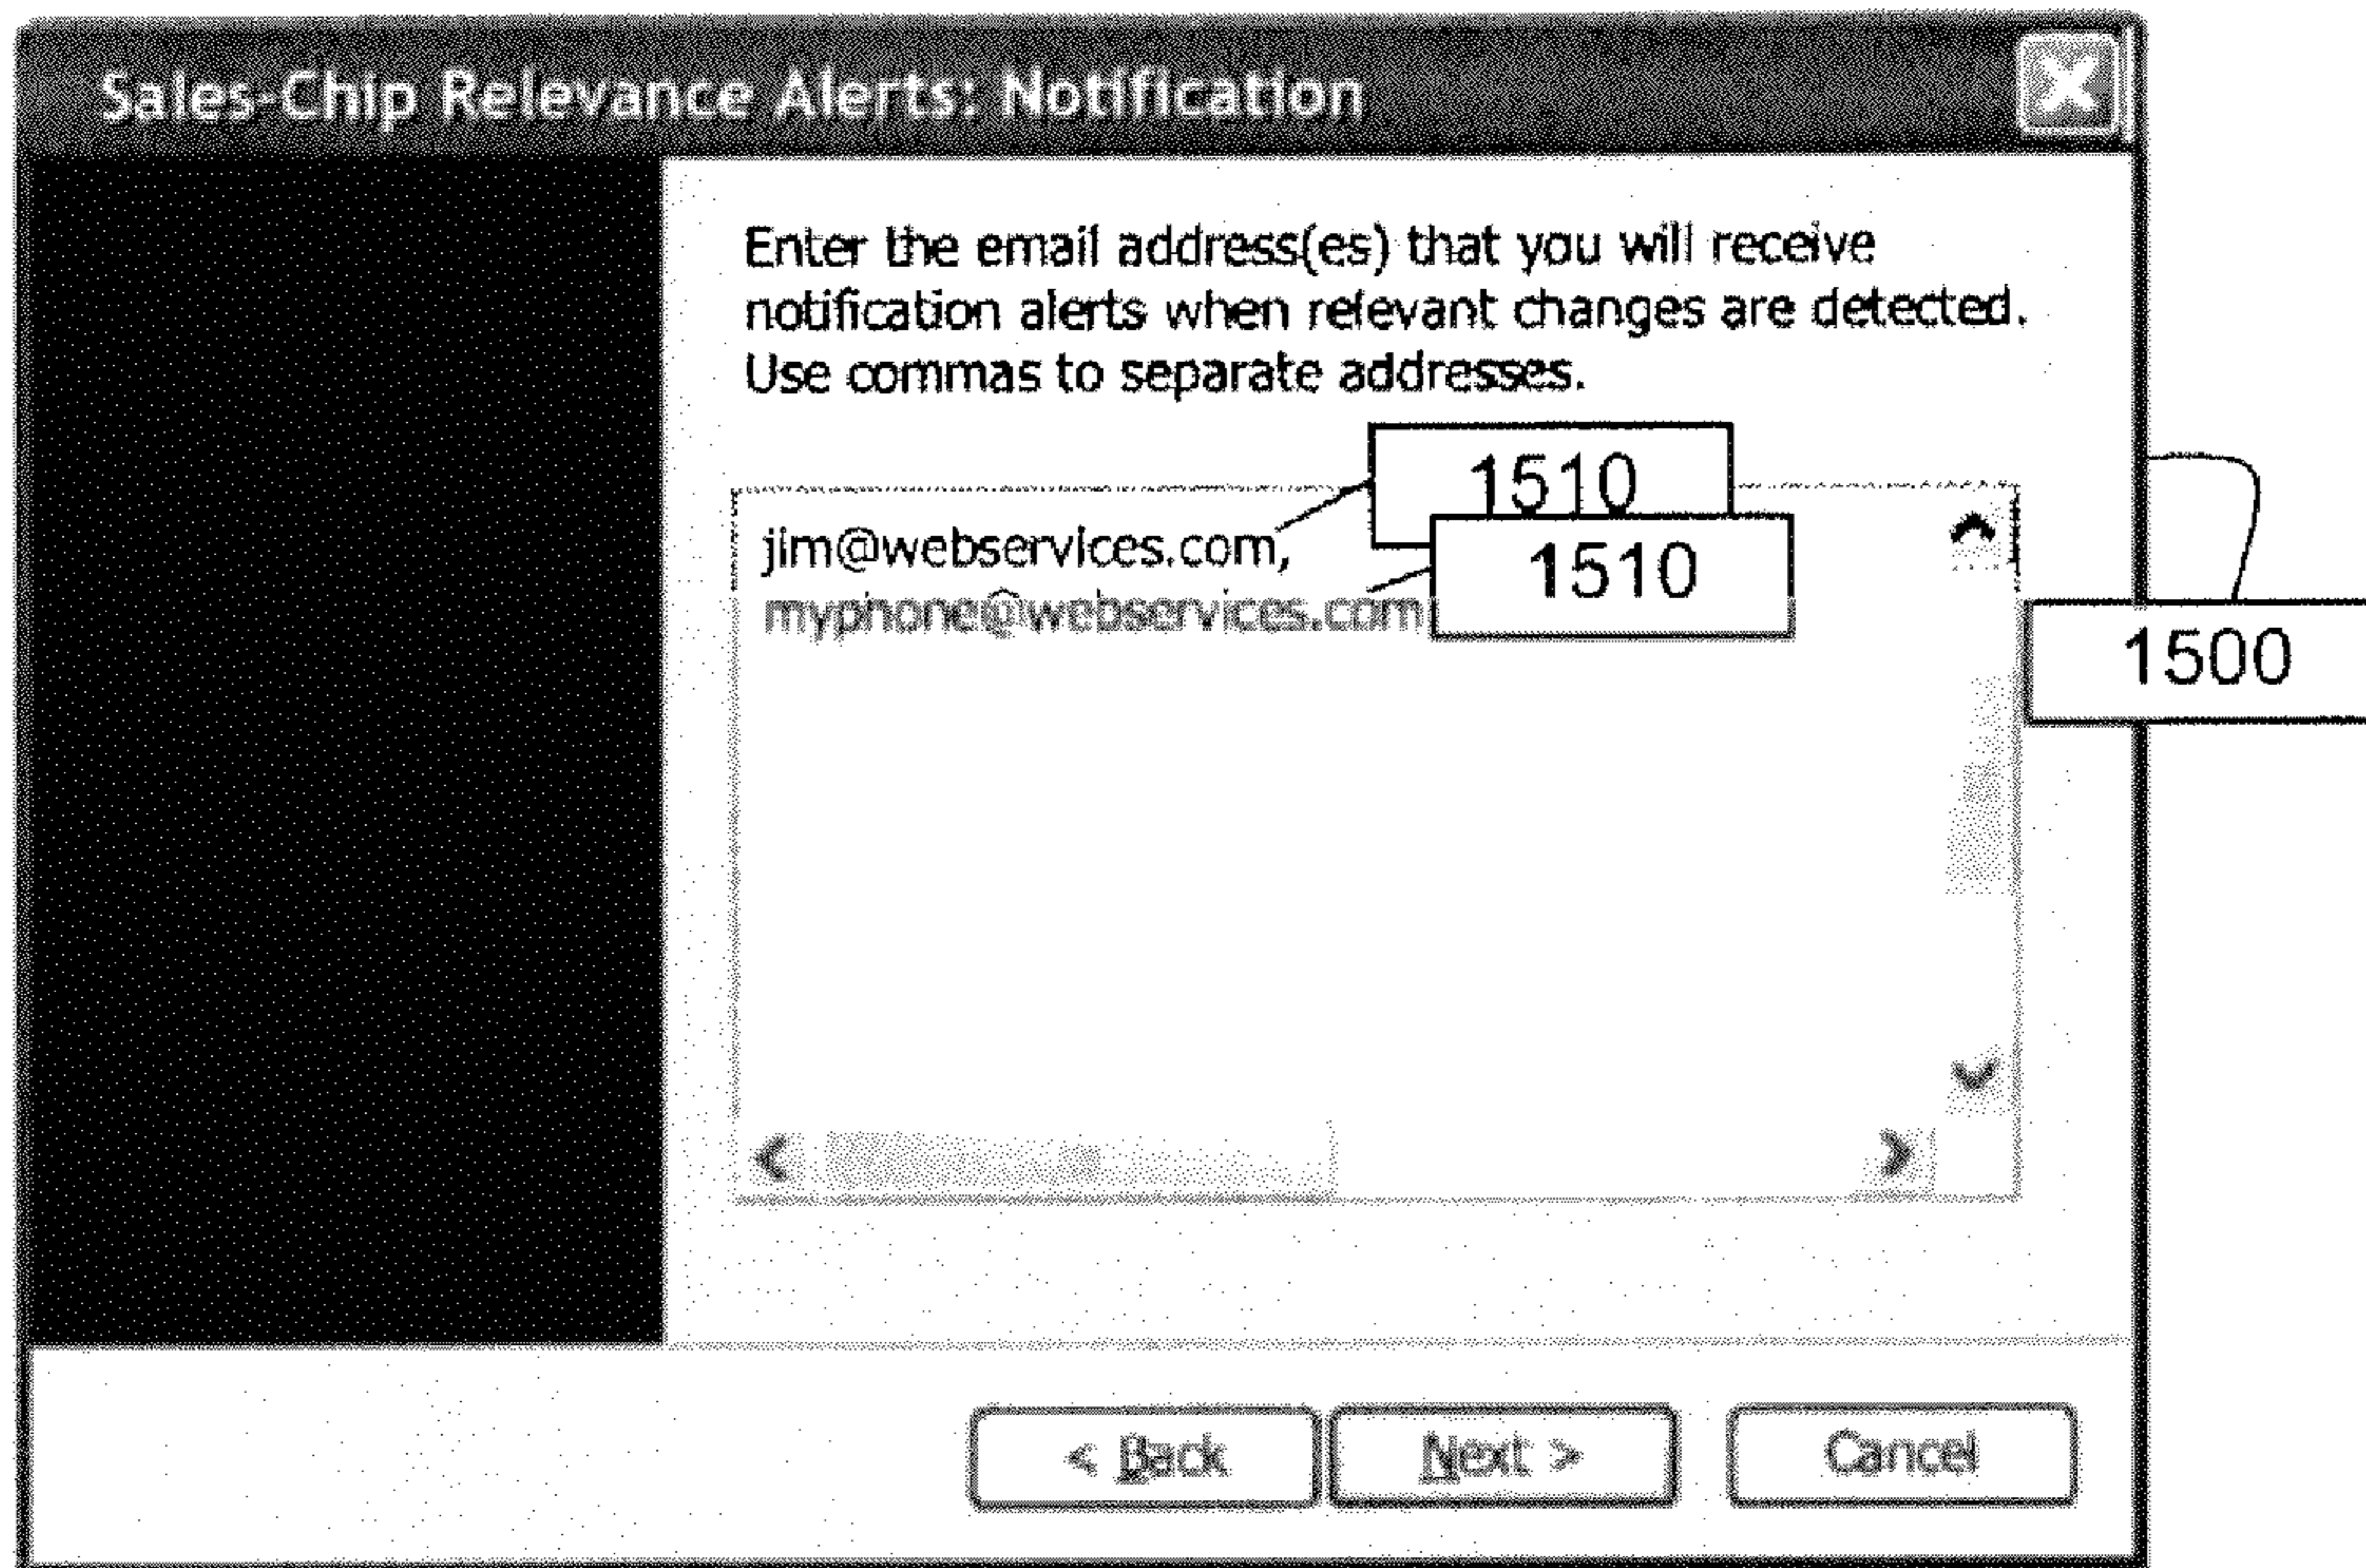 Sales-Chip Relevance Alerts: Notification
Enter the email address(es) that you will receive
notification alerts when relevant changes are detected.
Use commas to separate addresses.
1510
jim@webservices.com,
1510
myphone@webservices.com
1500
< Back
Next >
Cancel